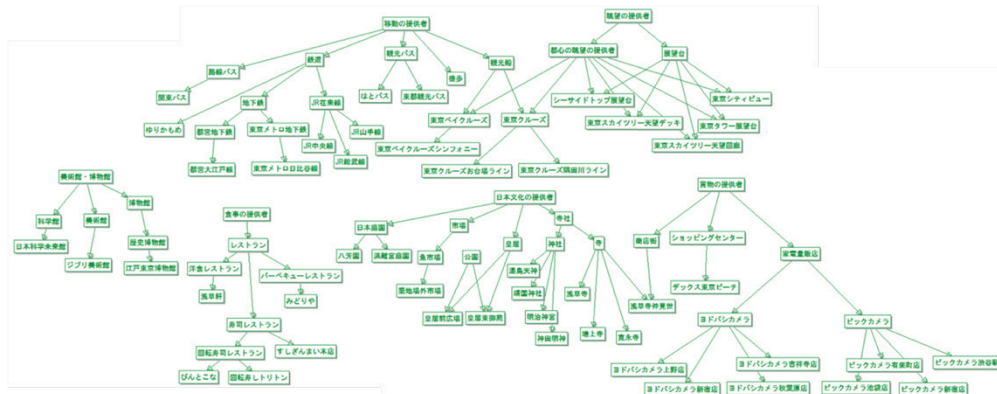 移動の提供者
眺望の提供者
鉄道
観光バス
徒歩
観光船
都心の眺望の提供者
展望台
路線バス
関東バス
地下鉄
JR在来線
はとバス
東都観光バス
シーサイドトップ展望台
東京シティビュー
ゆりかもめ
都営地下鉄
東京メトロ地下鉄
JR山手線
東京ベイクルーズ
東京クルーズ
東京スカイツリー天望デッキ
東京タワー展望台
JR中央線
東京ベイクルーズシンフォニー
東京スカイツリー天望回廊
都営大江戸線
東京メトロ日比谷線
JR総武線
東京クルーズお台場ライン
東京クルーズ隅田川ライン
美術館・博物館
科学館
美術館
博物館
日本科学未来館
歴史博物館
ジブリ美術館
江戸東京博物館
食事の提供者
レストラン
洋食レストラン
バーベキューレストラン
浅草軒
みどりや
寿司レストラン
回転寿司レストラン
すしざんまい本店
ぴんとこな
回転寿しトリトン
日本文化の提供者
日本庭園
市場
寺社
八芳園
浜離宮庭園
魚市場
公園
皇居
神社
寺
湯島天神
築地場外市場
靖国神社
浅草寺
浅草寺仲見世
皇居前広場
皇居東御苑
明治神宮
増上寺
寛永寺
神田明神
買物の提供者
商店街
ショッピングセンター
家電量販店
デックス東京ビーチ
ヨドバシカメラ
ビックカメラ
ヨドバシカメラ上野店
ヨドバシカメラ吉祥寺店
ビックカメラ有楽町店
ビックカメラ渋谷
ヨドバシカメラ新宿店
ヨドバシカメラ秋葉原店
ビックカメラ池袋店
ビックカメラ新宿店